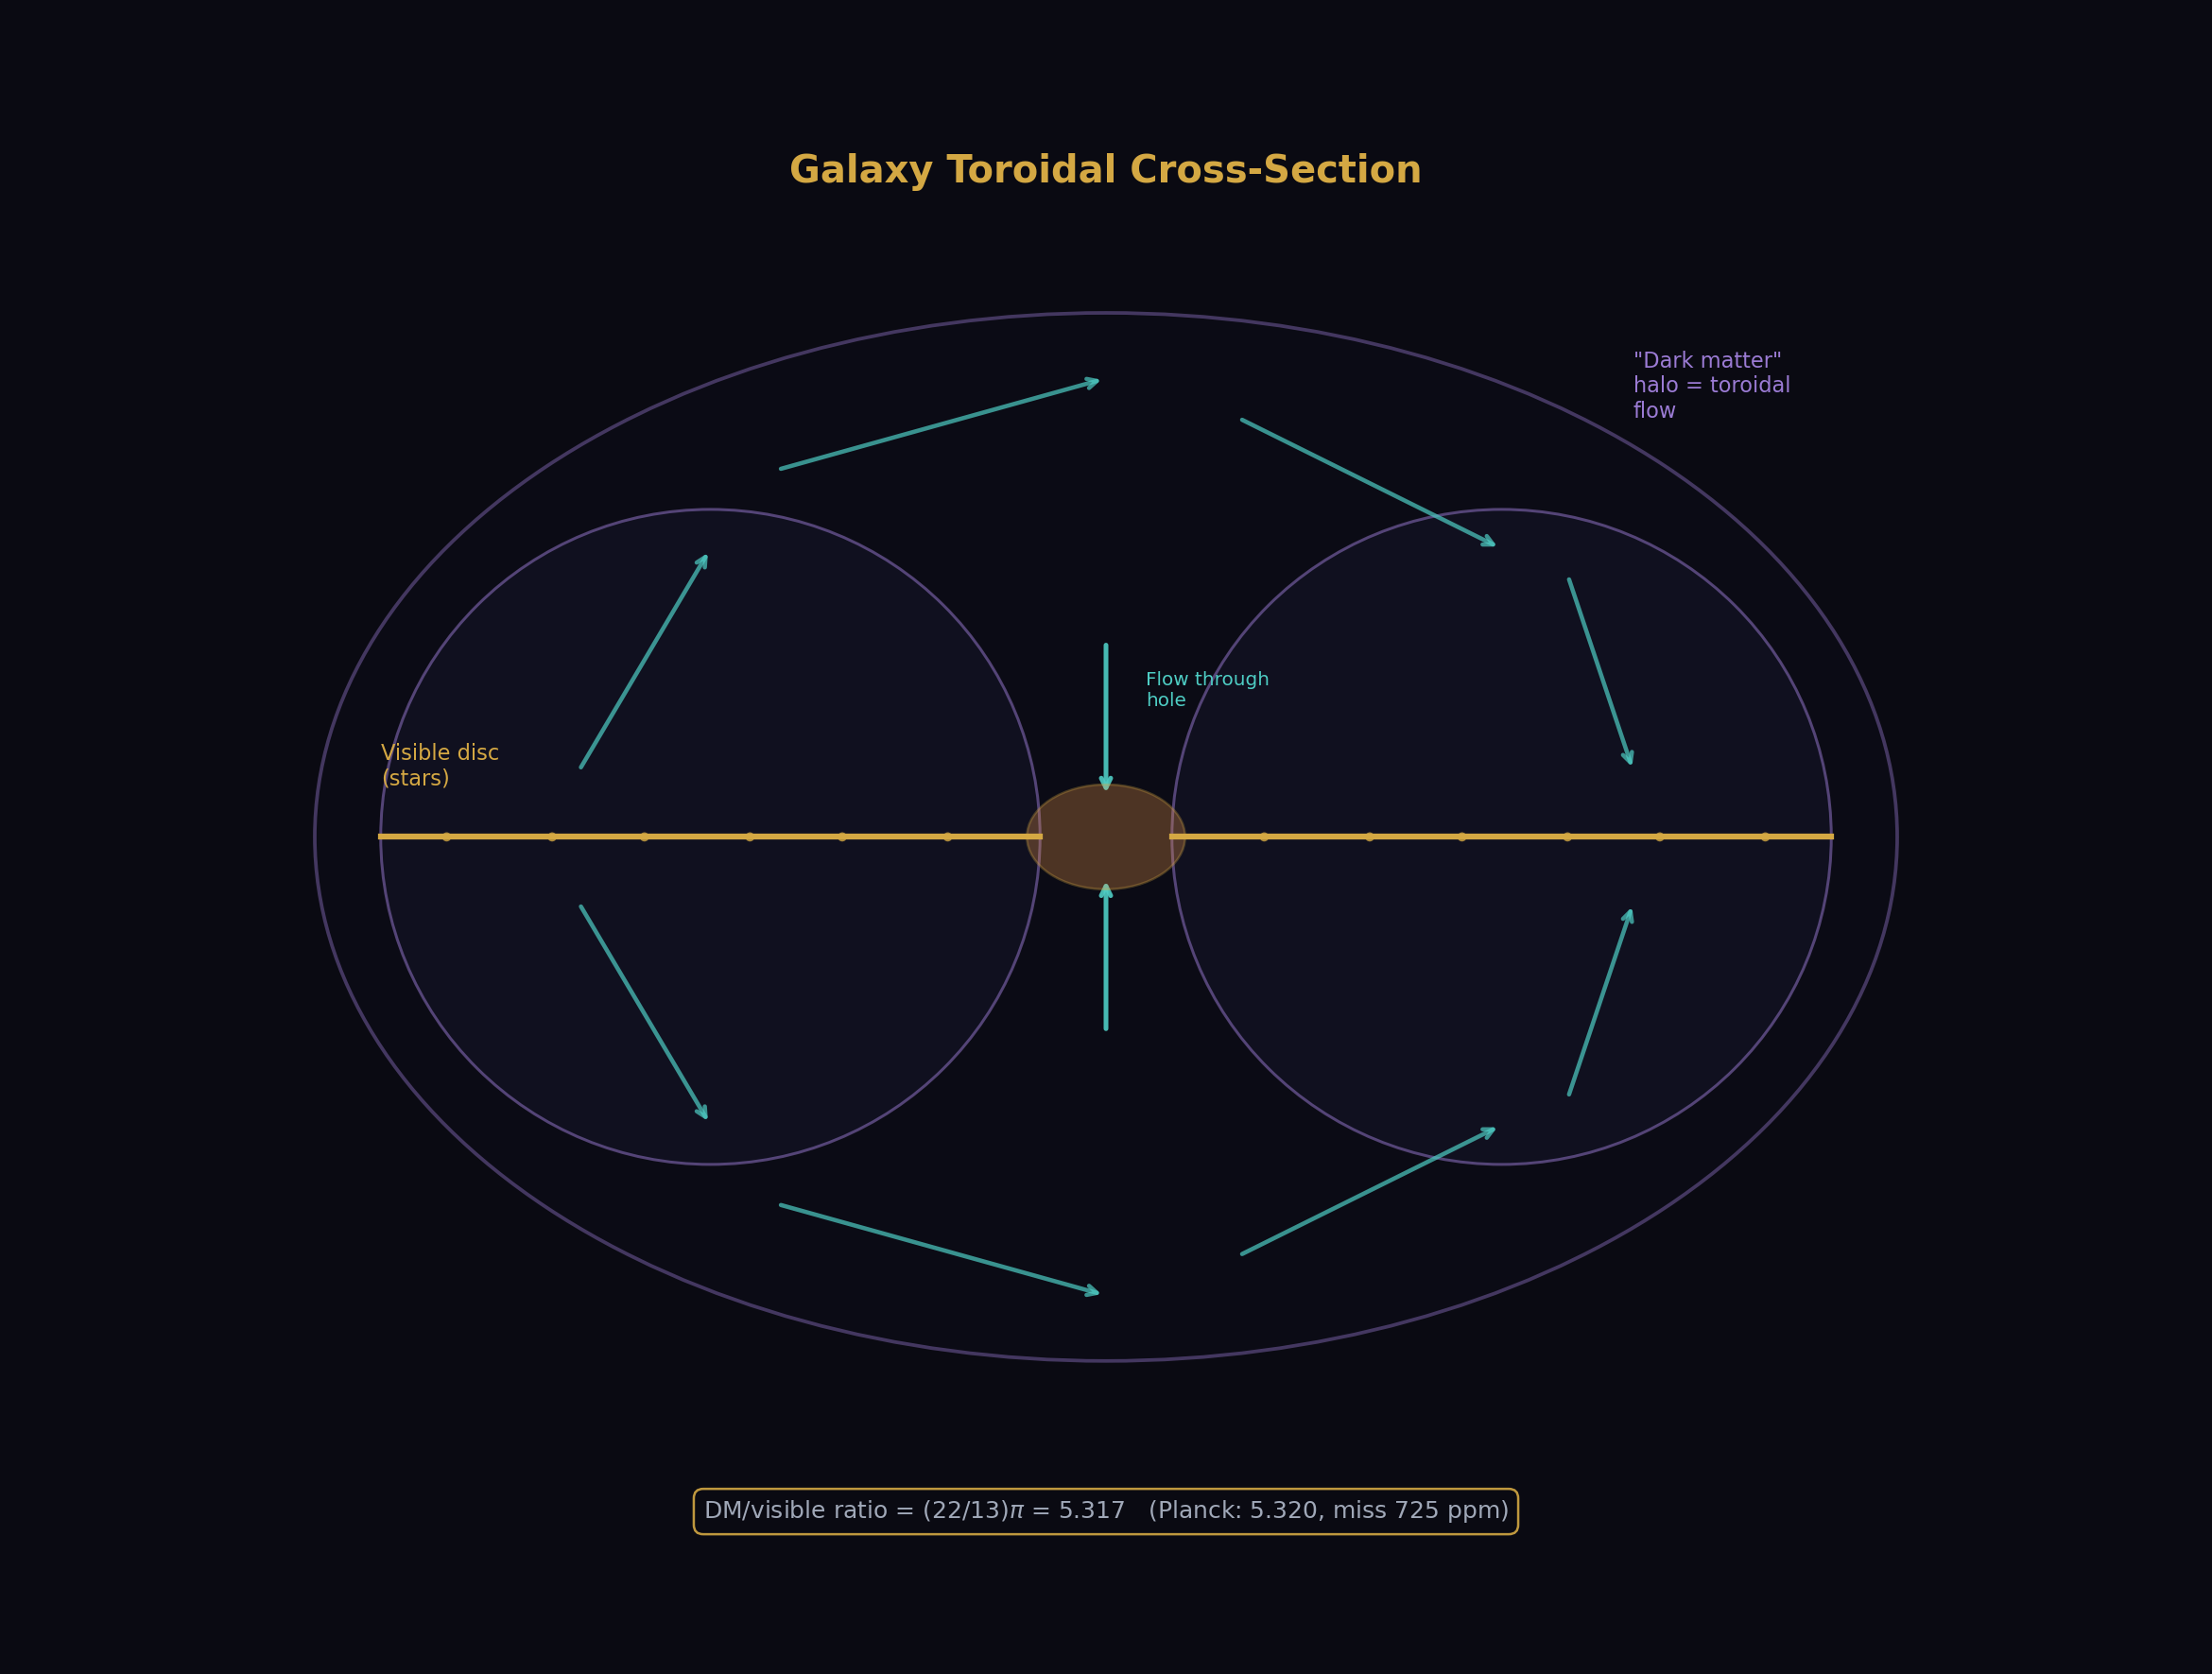 Galaxy Toroidal Cross-Section
"Dark matter"
halo = toroidal
flow
Flow through
hole
Visible disc
(stars)
DM/visible ratio = (22/13)π = 5.317   (Planck: 5.320, miss 725 ppm)